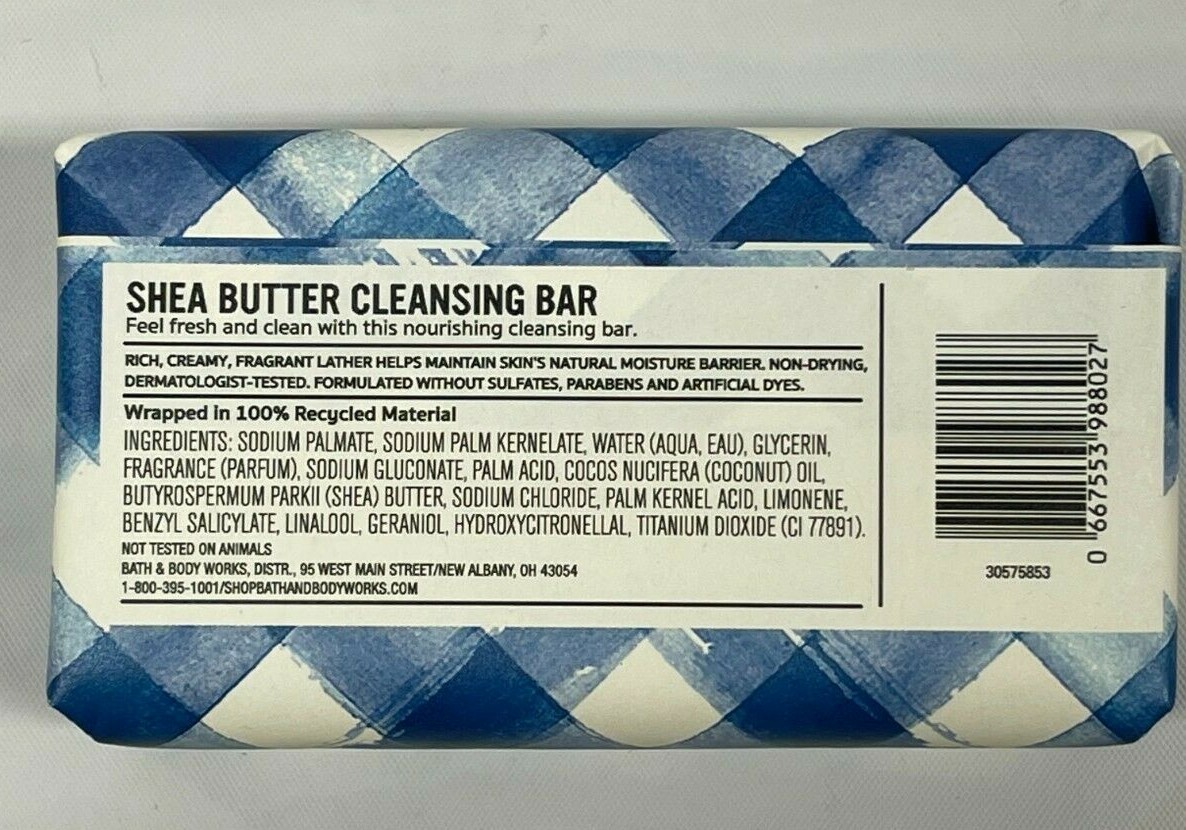 SHEA BUTTER CLEANSING BAR
Feel fresh and clean with this nourishing cleansing bar.
RICH, CREAMY, FRAGRANT LATHER HELPS MAINTAIN SKIN'S NATURAL MOISTURE BARRIER. NON-DRYING,
DERMATOLOGIST-TESTED. FORMULATED WITHOUT SULFATES, PARABENS AND ARTIFICIAL DYES.
Wrapped in 100% Recycled Material
INGREDIENTS: SODIUM PALMATE, SODIUM PALM KERNELATE, WATER (AQUA, EAU), GLYCERIN,
FRAGRANCE (PARFUM), SODIUM GLUCONATE, PALM ACID, COCOS NUCIFERA (COCONUT) OIL,
BUTYROSPERMUM PARKII (SHEA) BUTTER, SODIUM CHLORIDE, PALM KERNEL ACID, LIMONENE,
BENZYL SALICYLATE, LINALOOL, GERANIOL, HYDROXYCITRONELLAL, TITANIUM DIOXIDE (CI 77891).
NOT TESTED ON ANIMALS
BATH & BODY WORKS, DISTR., 95 WEST MAIN STREET/NEW ALBANY, OH 43054
1-800-395-1001/SHOPBATHANDBODYWORKS.COM
0 667553 988027
30575853